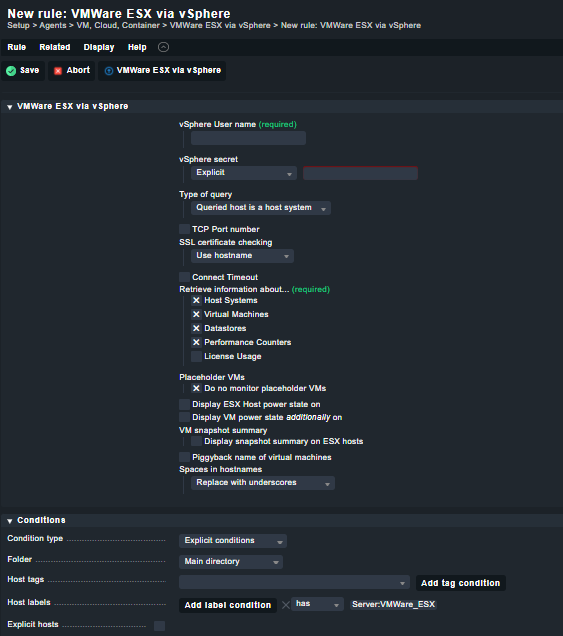 New rule: VMWare ESX via vSphere
Setup > Agents > VM, Cloud, Container > VMWare ESX via vSphere > New rule: VMWare ESX via vSphere
Rule Related Display Help
Save Abort VMWare ESX via vSphere
VMWare ESX via vSphere
vSphere User name (required)
vSphere secret
Explicit
Type of query
Queried host is a host system
TCP Port number
SSL certificate checking
Use hostname
Connect Timeout
Retrieve information about... (required)
Host Systems
Virtual Machines
Datastores
Performance Counters
License Usage
Placeholder VMs
Do no monitor placeholder VMs
Display ESX Host power state on
Display VM power state additionally on
VM snapshot summary
Display snapshot summary on ESX hosts
Piggyback name of virtual machines
Spaces in hostnames
Replace with underscores
Conditions
Condition type Explicit conditions
Folder Main directory
Host tags Add tag condition
Host labels Add label condition has Server:VMWare_ESX
Explicit hosts